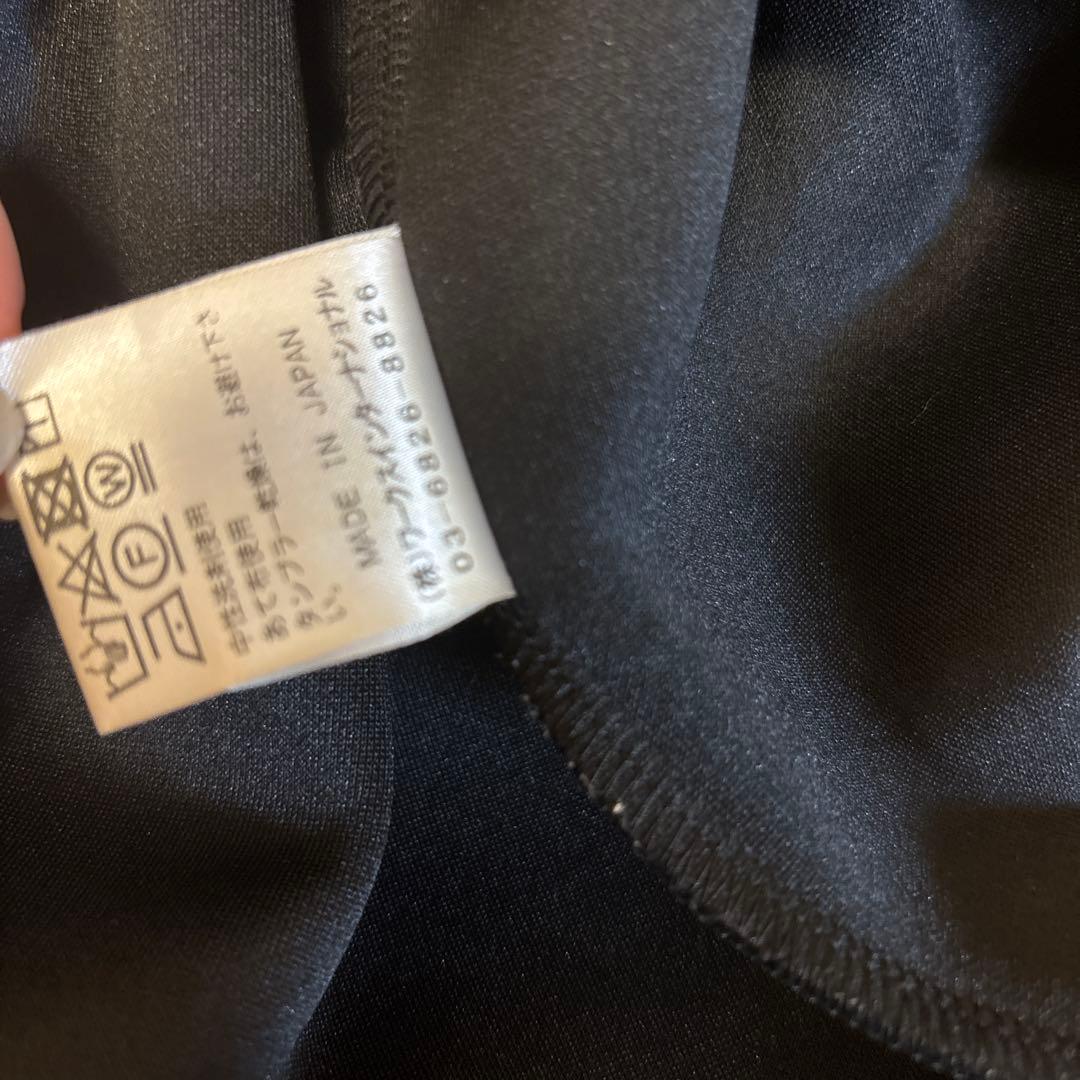 W
F
中性洗剤使用
あて布使用
タンブラー乾燥は、お避け下さ
い。
MADE IN JAPAN
(株)ワークスインターナショナル
03-6826-8826